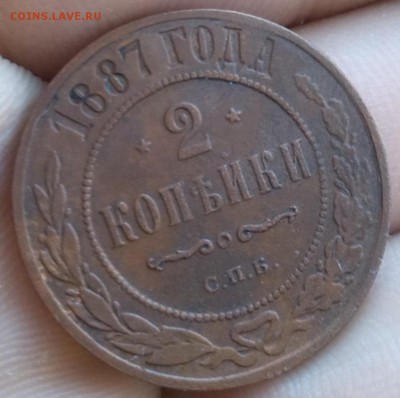 COINS.LAVE.RU
1887 ГОДА
2
КОПѢЙКИ
С.П.Б.